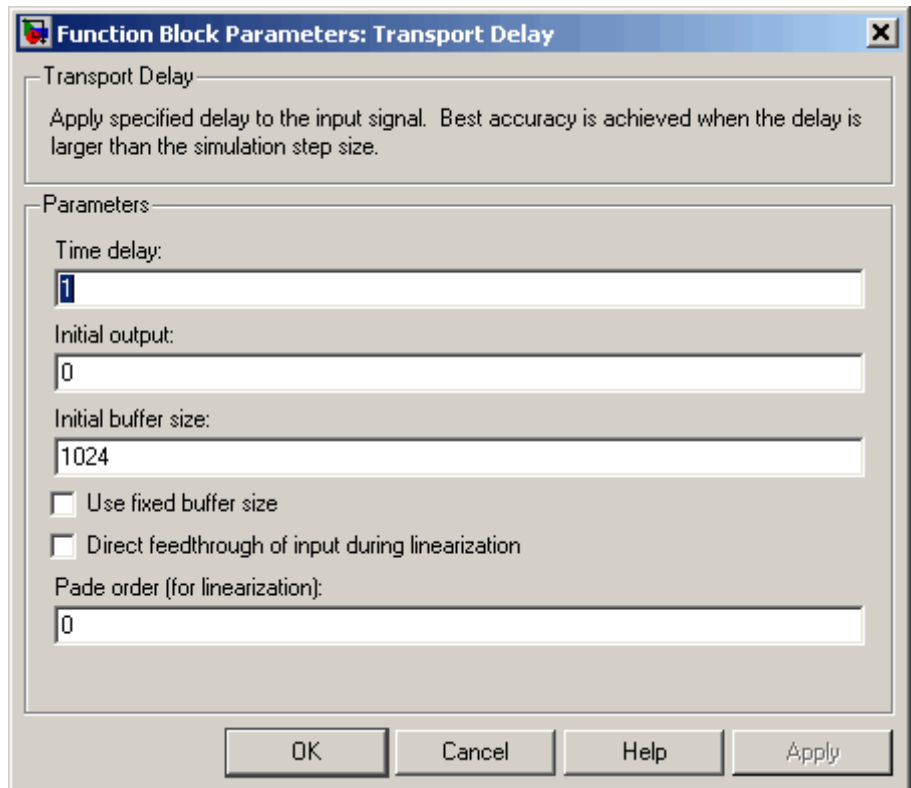 Function Block Parameters: Transport Delay
Transport Delay
Apply specified delay to the input signal.  Best accuracy is achieved when the delay is
larger than the simulation step size.
Parameters
Time delay:
1
Initial output:
0
Initial buffer size:
1024
Use fixed buffer size
Direct feedthrough of input during linearization
Pade order (for linearization):
0
OK Cancel Help Apply